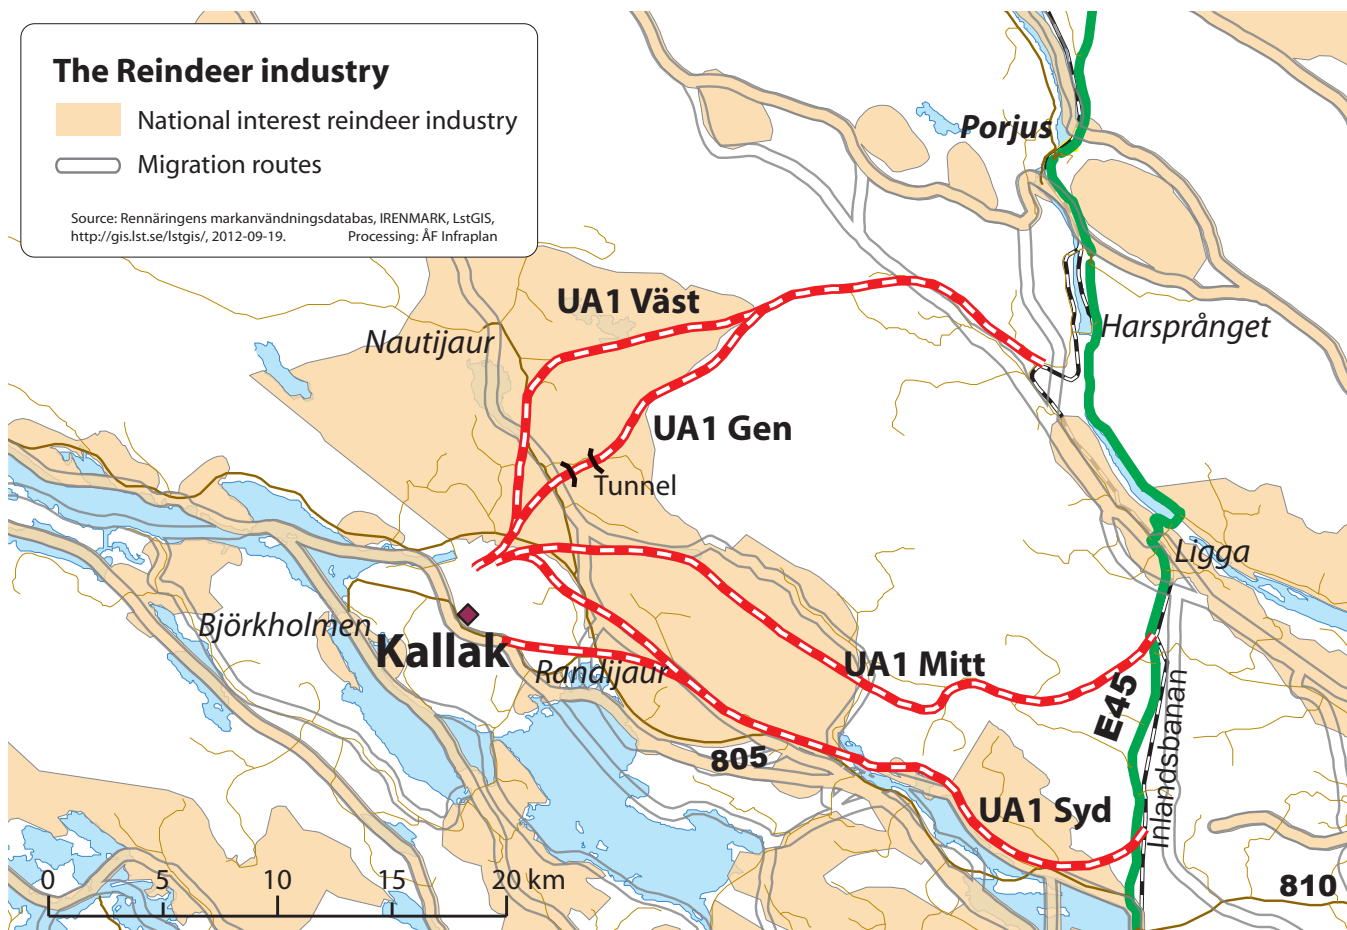 The Reindeer industry
National interest reindeer industry
Migration routes
Source: Rennäringens markanvändningsdatabas, IRENMARK, LstGIS,
http://gis.lst.se/lstgis/, 2012-09-19. Processing: ÅF Infraplan
Porjus
UA1 Väst
Nautijaur
Harsprånget
UA1 Gen
Tunnel
Ligga
Björkholmen
Kallak
Randijaur
UA1 Mitt
E45
Inlandsbanan
805
UA1 Syd
810
0 5 10 15 20 km